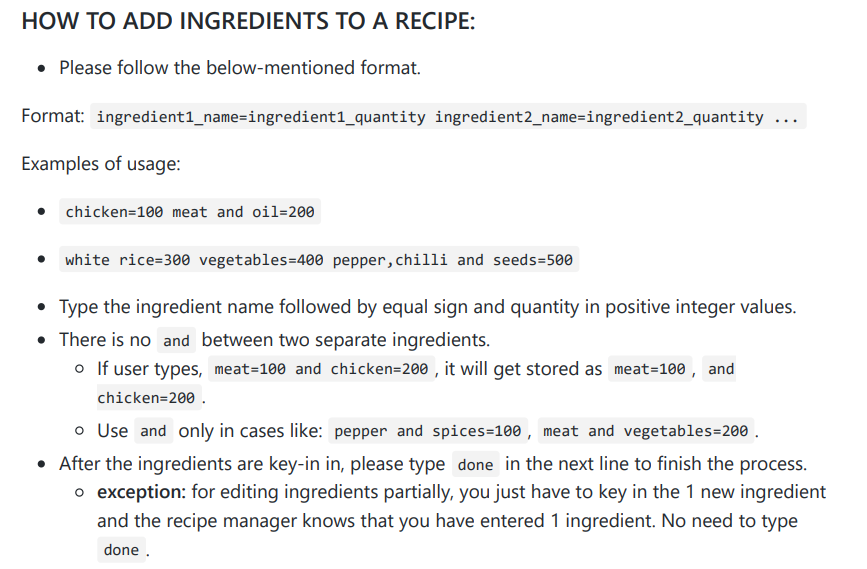 HOW TO ADD INGREDIENTS TO A RECIPE:
• Please follow the below-mentioned format.
Format: ingredient1_name=ingredient1_quantity ingredient2_name=ingredient2_quantity ...
Examples of usage:
• chicken=100 meat and oil=200
• white rice=300 vegetables=400 pepper,chilli and seeds=500
• Type the ingredient name followed by equal sign and quantity in positive integer values.
• There is no and between two separate ingredients.
○ If user types, meat=100 and chicken=200 , it will get stored as meat=100 , and
chicken=200 .
○ Use and only in cases like: pepper and spices=100 , meat and vegetables=200 .
• After the ingredients are key-in in, please type done in the next line to finish the process.
○ exception: for editing ingredients partially, you just have to key in the 1 new ingredient
and the recipe manager knows that you have entered 1 ingredient. No need to type
done .